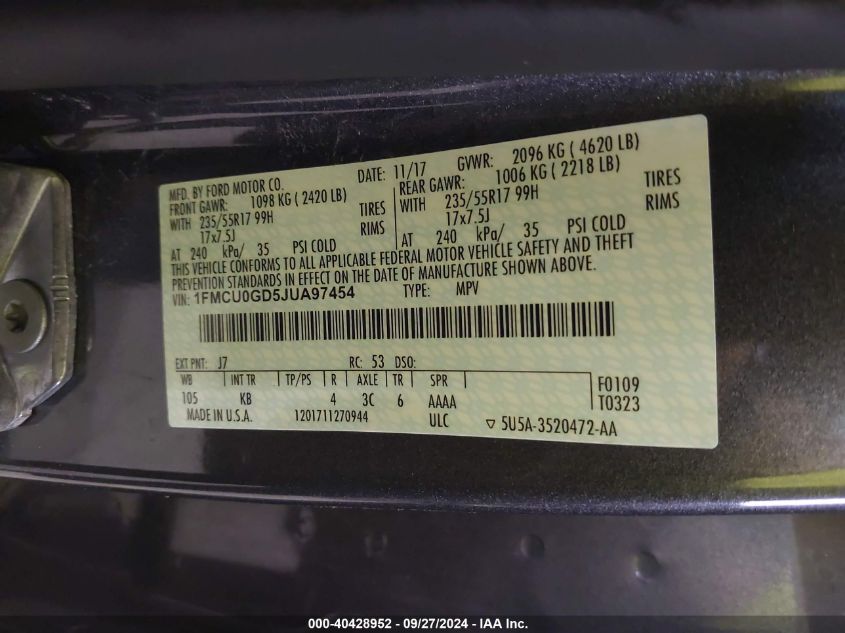 MFD. BY FORD MOTOR CO. DATE: 11/17 GVWR: 2096 KG ( 4620 LB)
FRONT GAWR: 1098 KG ( 2420 LB) REAR GAWR: 1006 KG ( 2218 LB)
WITH 235/55R17 99H TIRES WITH 235/55R17 99H TIRES
17x7.5J RIMS 17x7.5J RIMS
AT 240 kPa/ 35 PSI COLD AT 240 kPa/ 35 PSI COLD
THIS VEHICLE CONFORMS TO ALL APPLICABLE FEDERAL MOTOR VEHICLE SAFETY AND THEFT
PREVENTION STANDARDS IN EFFECT ON THE DATE OF MANUFACTURE SHOWN ABOVE.
VIN: 1FMCU0GD5JUA97454 TYPE: MPV
EXT PNT: J7 RC: 53 DSO:
WB INT TR TP/PS R AXLE TR SPR
105 KB 4 3C 6 AAAA
F0109
T0323
MADE IN U.S.A. 1201711270944 ULC ▽ 5U5A-3520472-AA
000-40428952 - 09/27/2024 - IAA Inc.